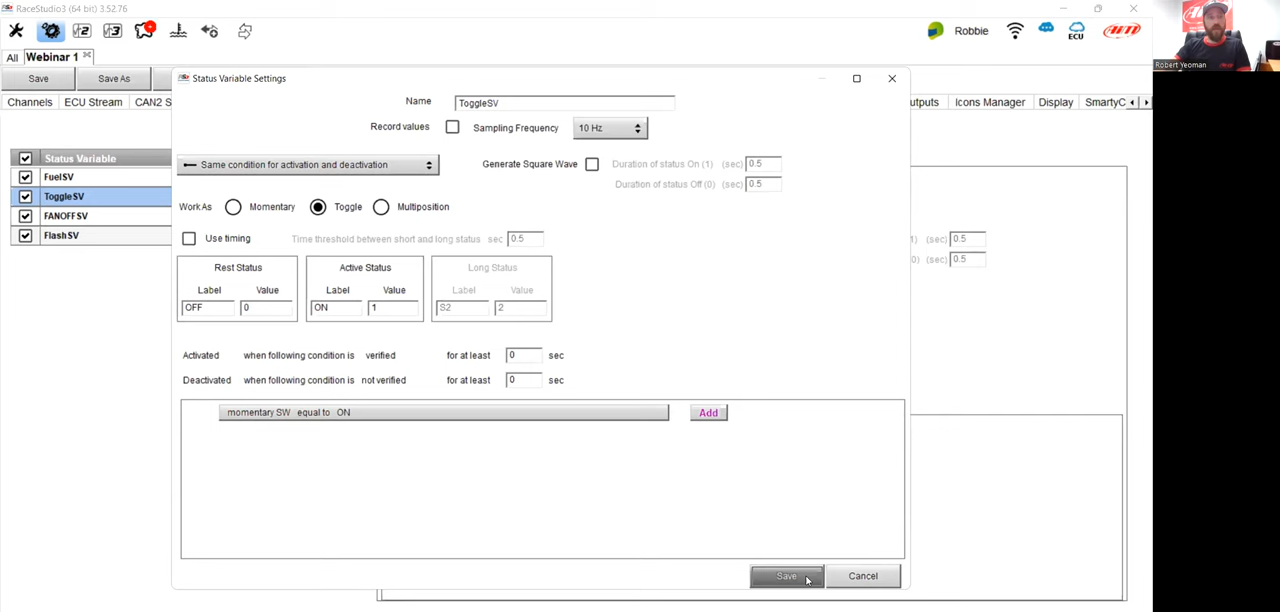 RaceStudio3 (64 bit) 3.52.76
Robbie
ECU
AiM
All Webinar 1
Save Save As
Status Variable Settings
Robert Yeoman
Channels ECU Stream CAN2 S
Name ToggleSV
utputs Icons Manager Display SmartyC
Record values Sampling Frequency 10 Hz
Status Variable
Same condition for activation and deactivation
Generate Square Wave Duration of status On (1) (sec) 0.5
FuelSV
Duration of status Off (0) (sec) 0.5
ToggleSV
Work As Momentary Toggle Multiposition
FANOFFSV
FlashSV
Use timing Time threshold between short and long status sec 0.5
1) (sec) 0.5
0) (sec) 0.5
Rest Status Active Status Long Status
Label Value Label Value Label Value
OFF 0 ON 1 S2 2
Activated when following condition is verified for at least 0 sec
Deactivated when following condition is not verified for at least 0 sec
momentary SW equal to ON Add
Save Cancel